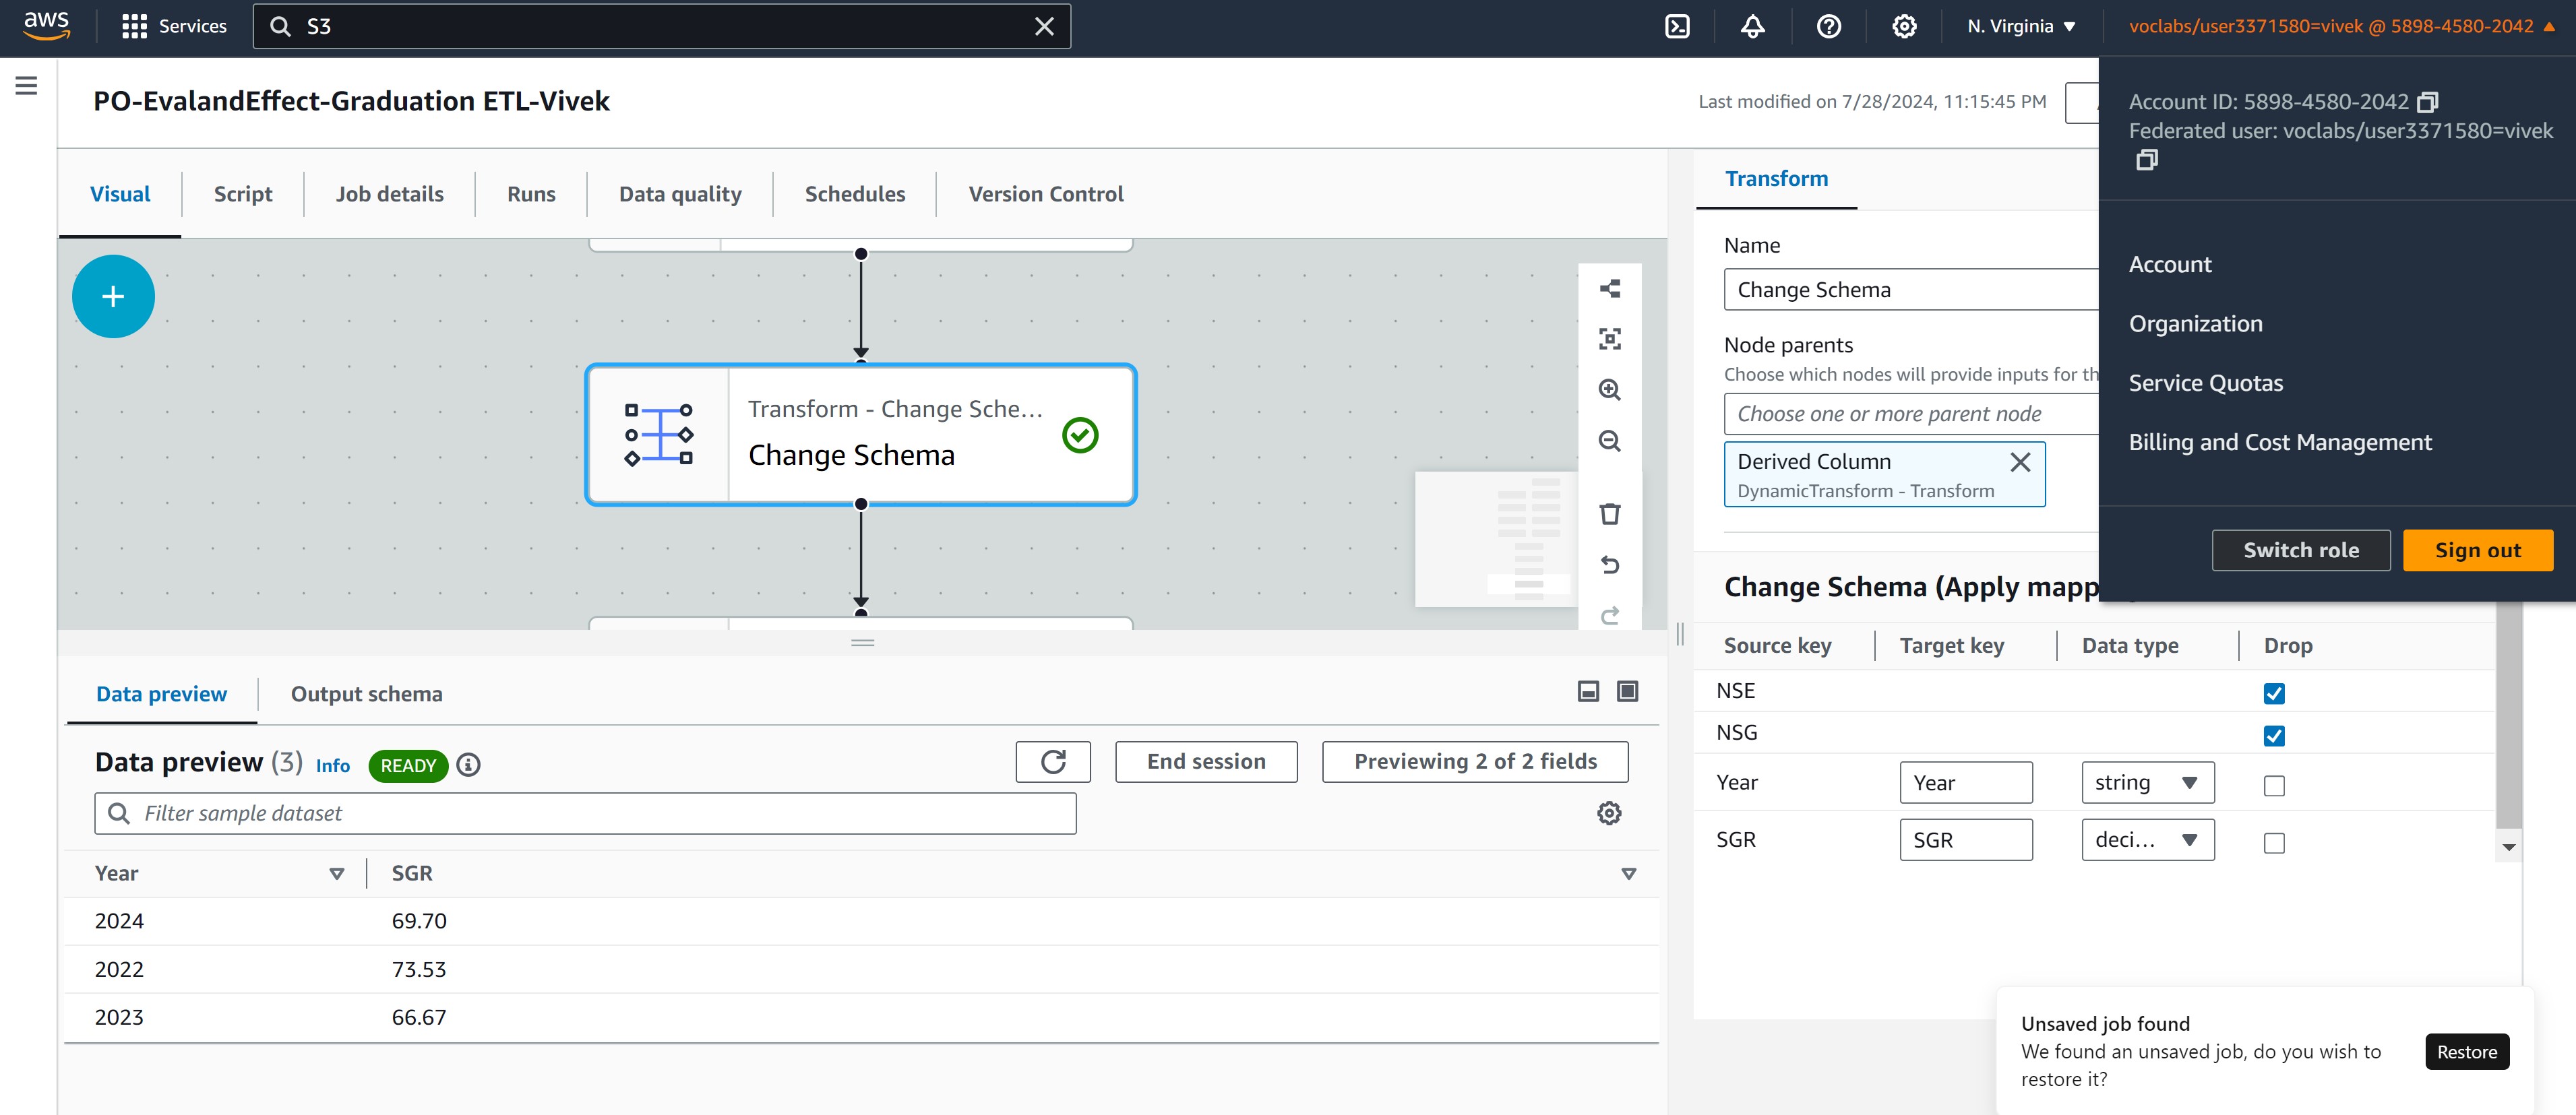 aws
Services
S3
N. Virginia
voclabs/user3371580=vivek @ 5898-4580-2042
PO-EvalandEffect-Graduation ETL-Vivek
Last modified on 7/28/2024, 11:15:45 PM
Account ID: 5898-4580-2042
Federated user: voclabs/user3371580=vivek
Account
Organization
Service Quotas
Billing and Cost Management
Switch role
Sign out
Visual
Script
Job details
Runs
Data quality
Schedules
Version Control
Transform - Change Sche...
Change Schema
Transform
Name
Change Schema
Node parents
Choose which nodes will provide inputs for th
Choose one or more parent node
Derived Column
DynamicTransform - Transform
Change Schema (Apply mapp
Source key
Target key
Data type
Drop
NSE
NSG
Year
Year
string
SGR
SGR
deci...
Data preview
Output schema
Data preview (3)
Info
READY
End session
Previewing 2 of 2 fields
Filter sample dataset
Year
SGR
2024
69.70
2022
73.53
2023
66.67
Unsaved job found
We found an unsaved job, do you wish to
restore it?
Restore